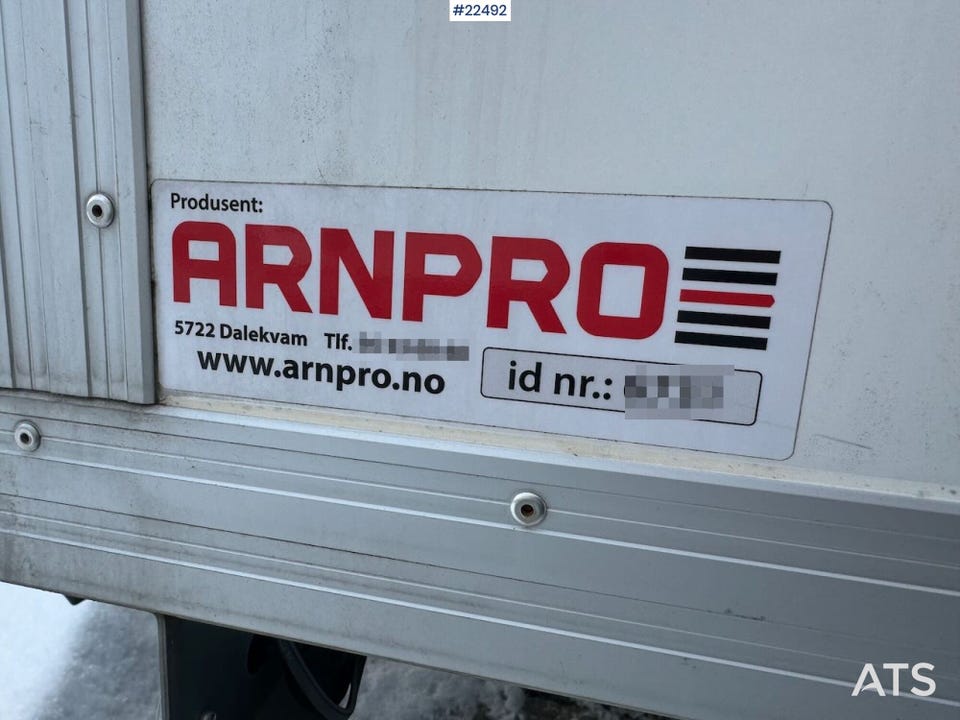 #22492
Produsent:
ARNPRO
5722 Dalekvam Tlf.
www.arnpro.no
id nr.:
ATS